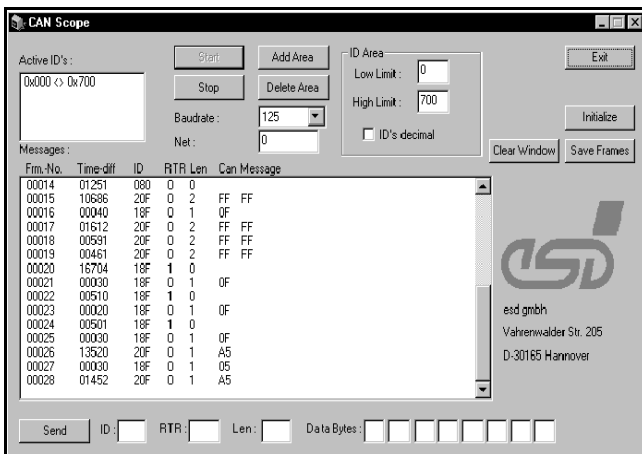 CAN Scope
Active ID's :
0x000 <> 0x700
Start
Add Area
Stop
Delete Area
Baudrate :
125
Net :
0
ID Area
Low Limit :
0
High Limit :
700
ID's decimal
Exit
Initialize
Clear Window
Save Frames
Messages :
Frm.-No. Time-diff ID RTR Len Can Message
00014 01251 080 0 0
00015 10686 20F 0 2 FF FF
00016 00040 18F 0 1 0F
00017 01612 20F 0 2 FF FF
00018 00591 20F 0 2 FF FF
00019 00461 20F 0 2 FF FF
00020 16704 18F 1 0
00021 00030 18F 0 1 0F
00022 00510 18F 1 0
00023 00020 18F 0 1 0F
00024 00501 18F 1 0
00025 00030 18F 0 1 0F
00026 13520 20F 0 1 A5
00027 00030 18F 0 1 05
00028 01452 20F 0 1 A5
esd
esd gmbh
Vahrenwalder Str. 205
D-30165 Hannover
Send
ID :
RTR :
Len :
Data Bytes :